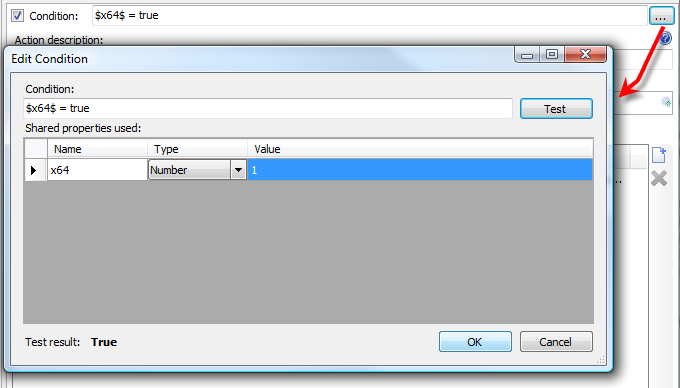 Condition: $x64$ = true ...
Action description:
Edit Condition
Condition:
$x64$ = true Test
Shared properties used:
Name Type Value
x64 Number 1
Test result: True OK Cancel